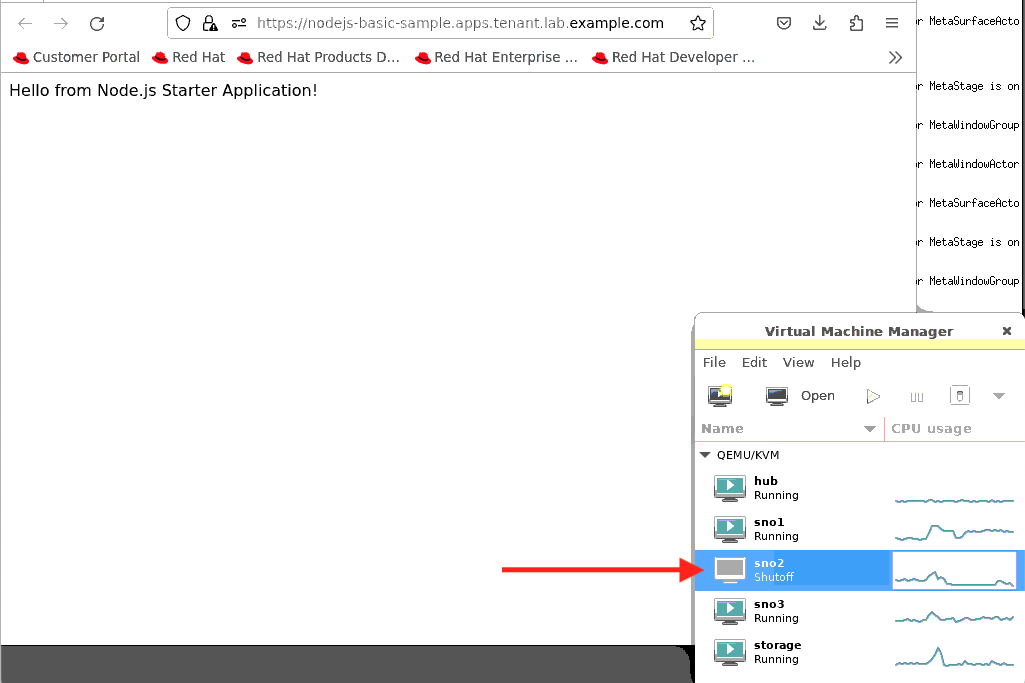 https://nodejs-basic-sample.apps.tenant.lab.example.com
Customer Portal Red Hat Red Hat Products D... Red Hat Enterprise ... Red Hat Developer ...
Hello from Node.js Starter Application!
MetaSurfaceActo
MetaStage is on
MetaWindowGroup
MetaWindowActor
MetaSurfaceActo
MetaStage is on
MetaWindowGroup
Virtual Machine Manager
File Edit View Help
Open
Name CPU usage
QEMU/KVM
hub
Running
sno1
Running
sno2
Shutoff
sno3
Running
storage
Running